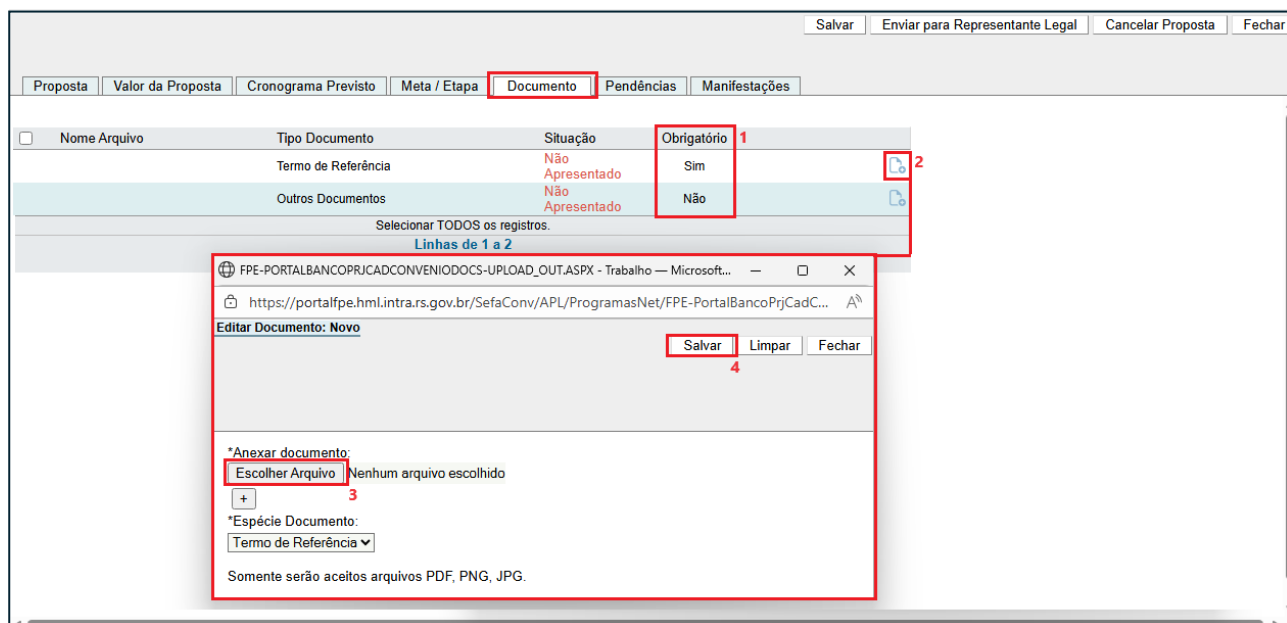 Salvar Enviar para Representante Legal Cancelar Proposta Fechar
Proposta Valor da Proposta Cronograma Previsto Meta / Etapa Documento Pendências Manifestações
Nome Arquivo Tipo Documento Situação Obrigatório 1
Termo de Referência Não Apresentado Sim 2
Outros Documentos Não Apresentado Não
Selecionar TODOS os registros.
Linhas de 1 a 2
FPE-PORTALBANCOPRJCADCONVENIODOCS-UPLOAD_OUT.ASPX - Trabalho — Microsoft...
https://portalfpe.hml.intra.rs.gov.br/SefaConv/APL/ProgramasNet/FPE-PortalBancoPrjCadC...
Editar Documento: Novo
Salvar Limpar Fechar
4
*Anexar documento:
Escolher Arquivo Nenhum arquivo escolhido
3
+
*Espécie Documento:
Termo de Referência
Somente serão aceitos arquivos PDF, PNG, JPG.